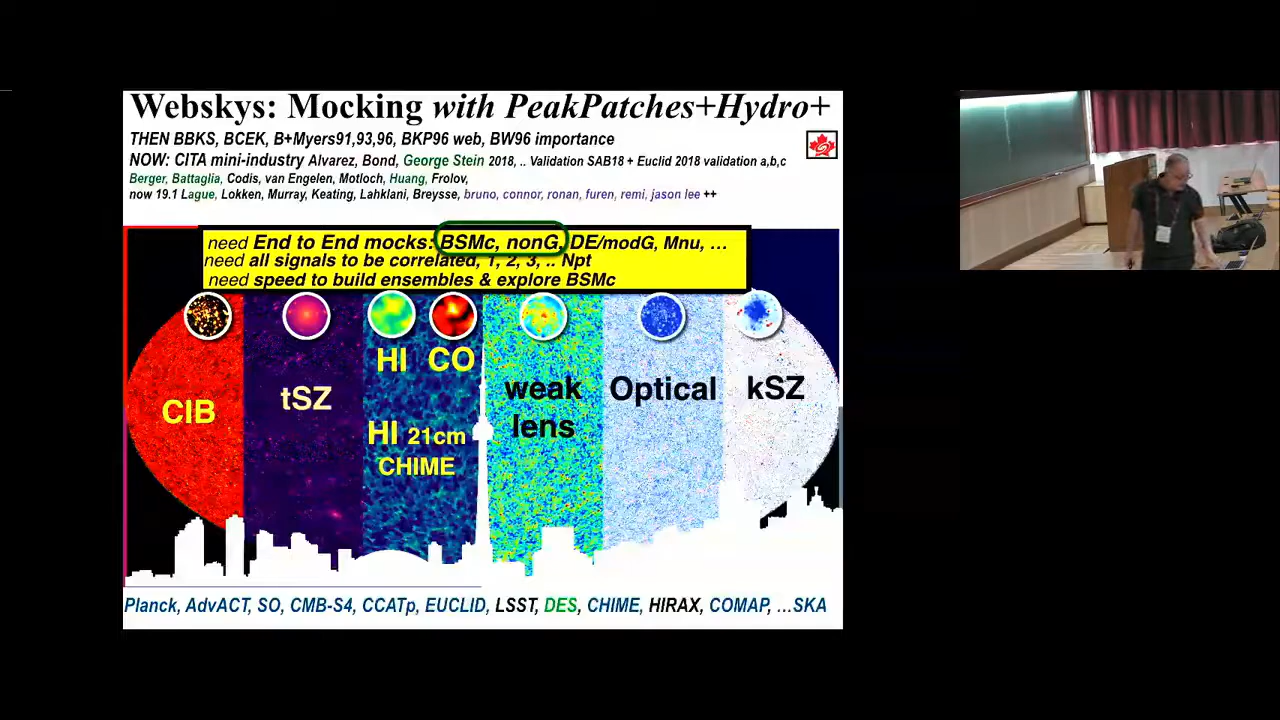 Webskys: Mocking with PeakPatches+Hydro+
THEN BBKS, BCEK, B+Myers91,93,96, BKP96 web, BW96 importance
NOW: CITA mini-industry Alvarez, Bond, George Stein 2018, .. Validation SAB18 + Euclid 2018 validation a,b,c
Berger, Battaglia, Codis, van Engelen, Motloch, Huang, Frolov,
now 19.1 Lague, Lokken, Murray, Keating, Lahklani, Breysse, bruno, connor, ronan, furen, remi, jason lee ++
need End to End mocks: BSMc, nonG, DE/modG, Mnu, ...
need all signals to be correlated, 1, 2, 3, .. Npt
need speed to build ensembles & explore BSMc
CIB
tSZ
HI CO
HI 21cm
CHIME
weak
lens
Optical
kSZ
Planck, AdvACT, SO, CMB-S4, CCATp, EUCLID, LSST, DES, CHIME, HIRAX, COMAP, ...SKA